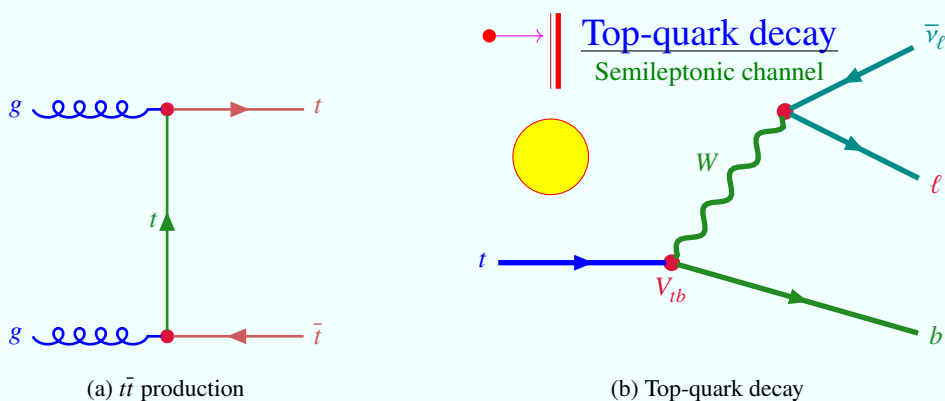 g
t
t
g
t̄
(a) tt̄ production
Top-quark decay
Semileptonic channel
ν̄ℓ
W
ℓ
t
Vtb
b
(b) Top-quark decay